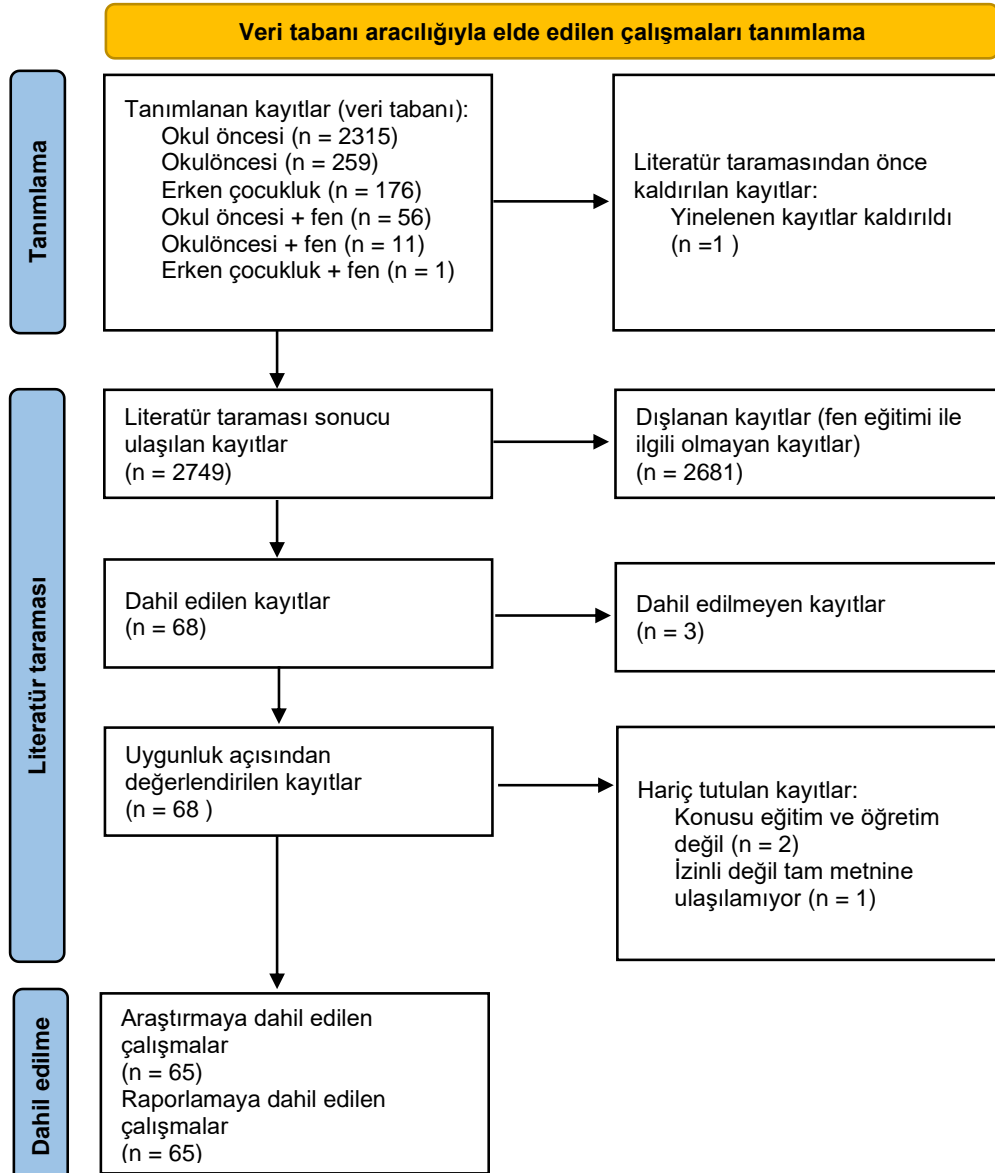 Veri tabanı aracılığıyla elde edilen çalışmaları tanımlama
Tanımlama
Tanımlanan kayıtlar (veri tabanı):
Okul öncesi (n = 2315)
Okulöncesi (n = 259)
Erken çocukluk (n = 176)
Okul öncesi + fen (n = 56)
Okulöncesi + fen (n = 11)
Erken çocukluk + fen (n = 1)
Literatür taramasından önce
kaldırılan kayıtlar:
Yinelenen kayıtlar kaldırıldı
(n =1 )
Literatür taraması
Literatür taraması sonucu
ulaşılan kayıtlar
(n = 2749)
Dışlanan kayıtlar (fen eğitimi ile
ilgili olmayan kayıtlar)
(n = 2681)
Dahil edilen kayıtlar
(n = 68)
Dahil edilmeyen kayıtlar
(n = 3)
Uygunluk açısından
değerlendirilen kayıtlar
(n = 68 )
Hariç tutulan kayıtlar:
Konusu eğitim ve öğretim
değil (n = 2)
İzinli değil tam metnine
ulaşılamıyor (n = 1)
Dahil edilme
Araştırmaya dahil edilen
çalışmalar
(n = 65)
Raporlamaya dahil edilen
çalışmalar
(n = 65)